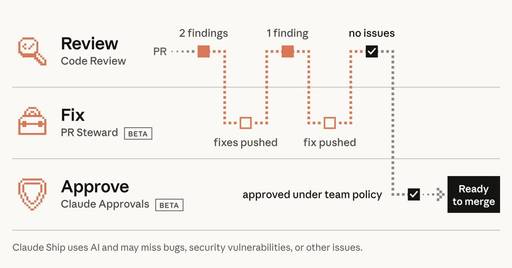 2 findings
1 finding
no issues
Review
Code Review
PR
Fix
PR Steward BETA
fixes pushed
fix pushed
Approve
Claude Approvals BETA
approved under team policy
Ready
to merge
Claude Ship uses AI and may miss bugs, security vulnerabilities, or other issues.